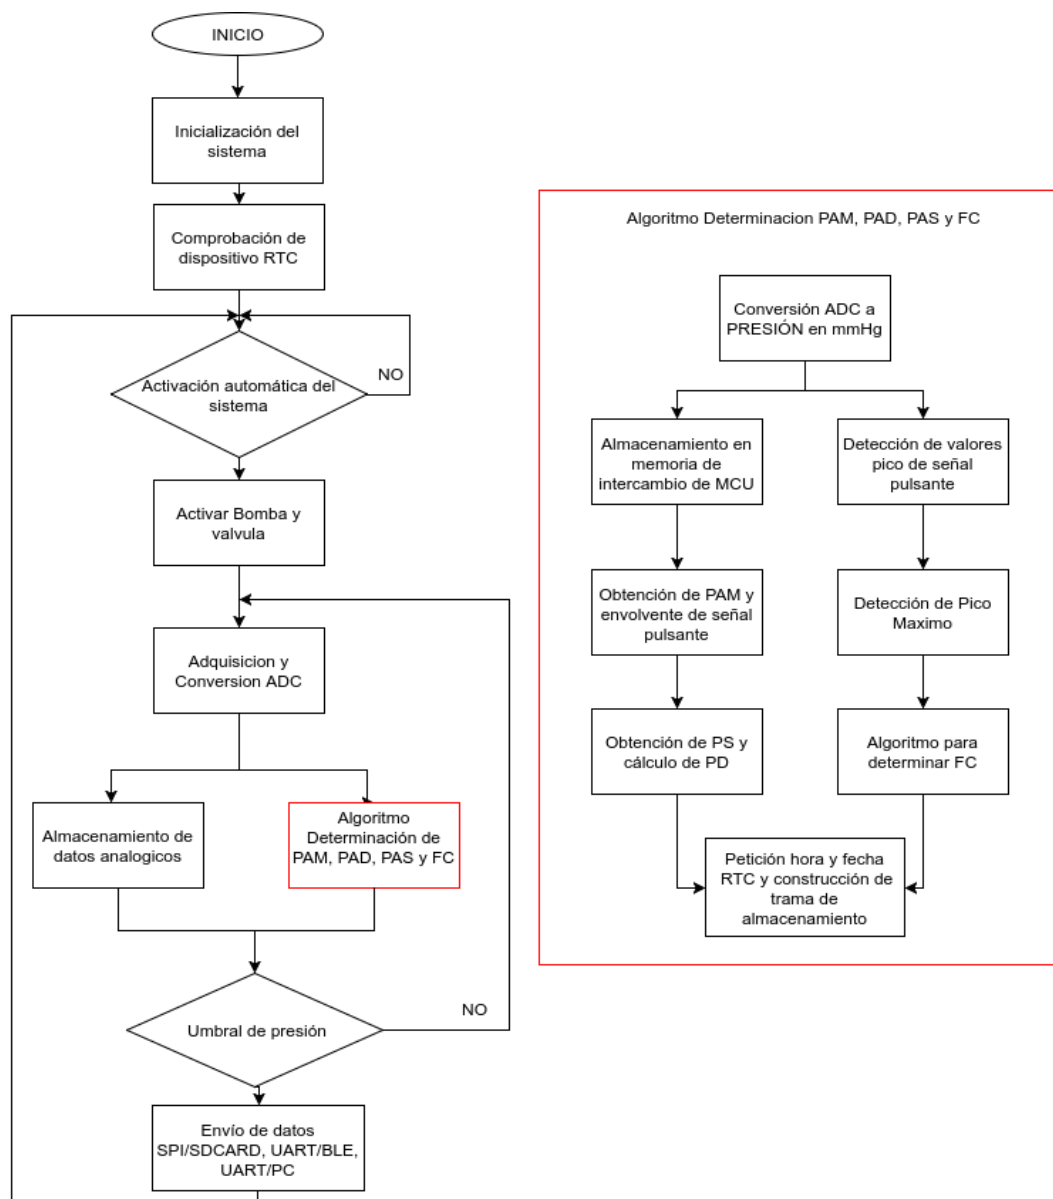 INICIO
Inicialización del
sistema
Comprobación de
dispositivo RTC
NO
Activación automática del
sistema
Activar Bomba y
valvula
Adquisicion y
Conversion ADC
Almacenamiento de
datos analogicos
Algoritmo
Determinación de
PAM, PAD, PAS y FC
NO
Umbral de presión
Envío de datos
SPI/SDCARD, UART/BLE,
UART/PC
Algoritmo Determinacion PAM, PAD, PAS y FC
Conversión ADC a
PRESIÓN en mmHg
Almacenamiento en
memoria de
intercambio de MCU
Detección de valores
pico de señal
pulsante
Obtención de PAM y
envolvente de señal
pulsante
Detección de Pico
Maximo
Obtención de PS y
cálculo de PD
Algoritmo para
determinar FC
Petición hora y fecha
RTC y construcción de
trama de
almacenamiento